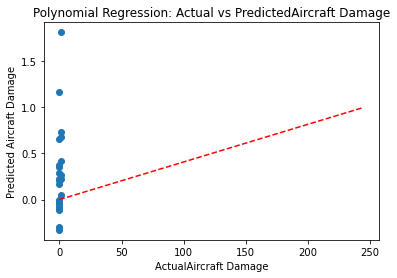 Polynomial Regression: Actual vs PredictedAircraft Damage
Predicted Aircraft Damage
1.5
1.0
0.5
0.0
0 50 100 150 200 250
ActualAircraft Damage